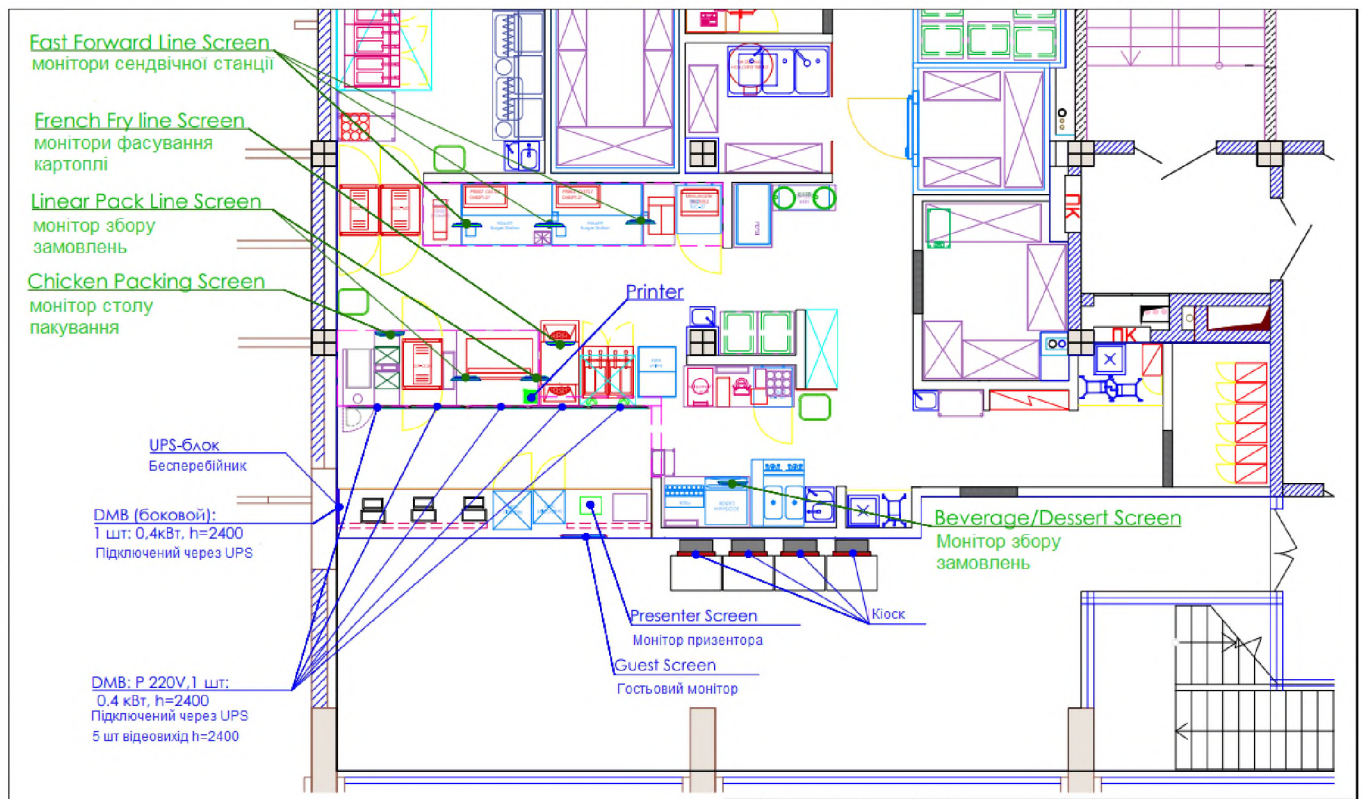 Fast Forward Line Screen
монітори сендвічної станції
French Fry line Screen
монітори фасування
картоплі
Linear Pack Line Screen
монітор збору
замовлень
Chicken Packing Screen
монітор столу
пакування
Printer
UPS-блок
Бесперебійник
DMB (боковой):
1 шт: 0,4кВт, h=2400
Підключений через UPS
DMB: P 220V,1 шт:
0.4 кВт, h=2400
Підключений через UPS
5 шт відеовихід h=2400
Presenter Screen
Монітор призентора
Guest Screen
Гостьовий монітор
Кіоск
Beverage/Dessert Screen
Монітор збору
замовлень
ПК
ПК